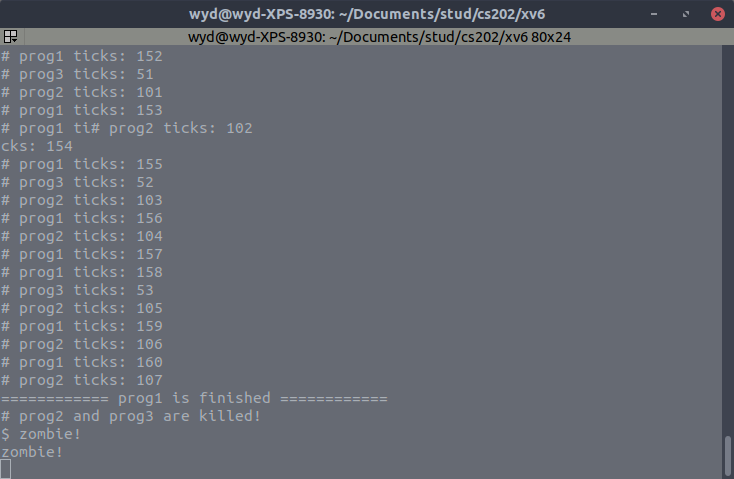 wyd@wyd-XPS-8930: ~/Documents/stud/cs202/xv6
wyd@wyd-XPS-8930: ~/Documents/stud/cs202/xv6 80x24
# prog1 ticks: 152
# prog3 ticks: 51
# prog2 ticks: 101
# prog1 ticks: 153
# prog1 ti# prog2 ticks: 102
cks: 154
# prog1 ticks: 155
# prog3 ticks: 52
# prog2 ticks: 103
# prog1 ticks: 156
# prog2 ticks: 104
# prog1 ticks: 157
# prog1 ticks: 158
# prog3 ticks: 53
# prog2 ticks: 105
# prog1 ticks: 159
# prog2 ticks: 106
# prog1 ticks: 160
# prog2 ticks: 107
============ prog1 is finished ============
# prog2 and prog3 are killed!
$ zombie!
zombie!